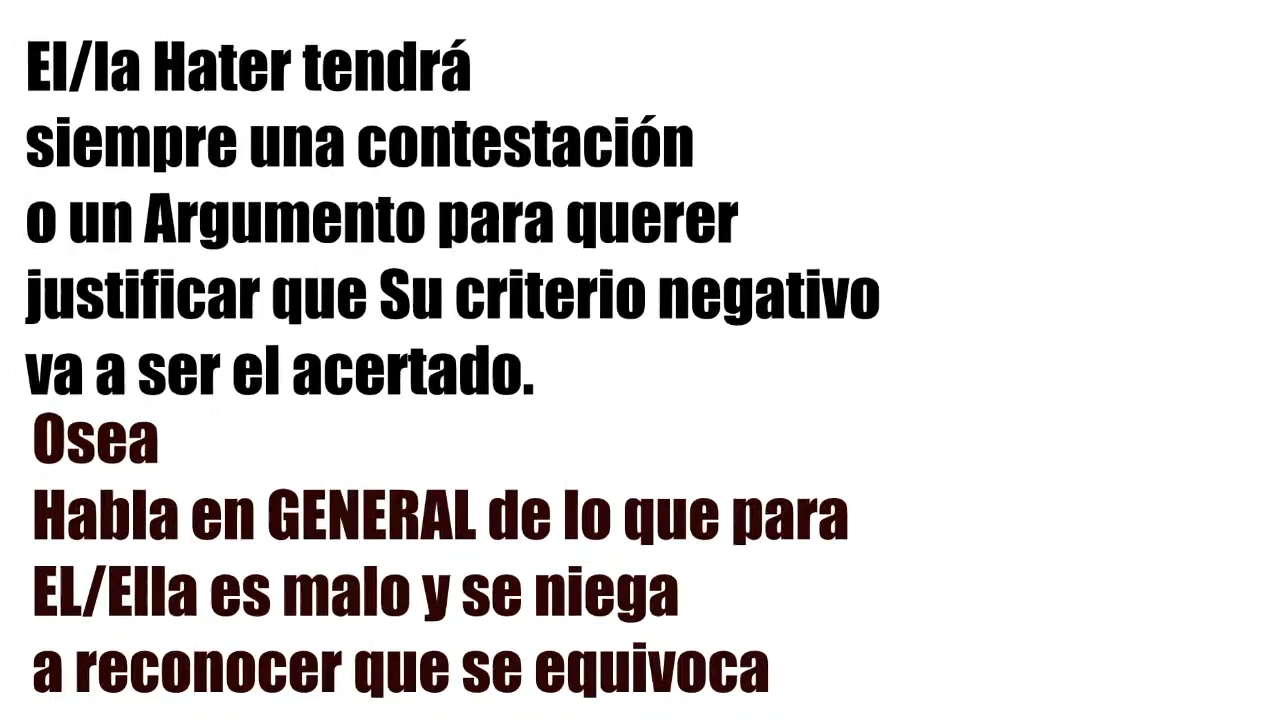 El/la Hater tendrá
siempre una contestación
o un Argumento para querer
justificar que Su criterio negativo
va a ser el acertado.
Osea
Habla en GENERAL de lo que para
EL/Ella es malo y se niega
a reconocer que se equivoca